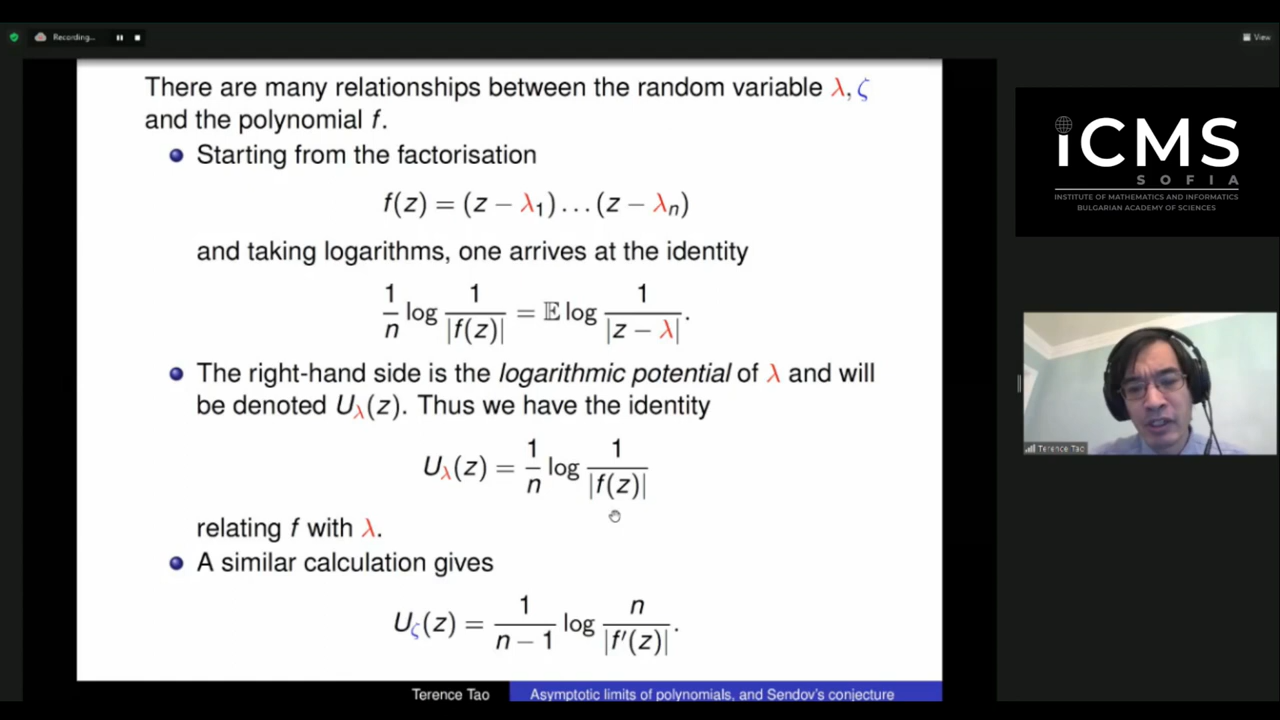 Recording...
View
There are many relationships between the random variable λ, ζ
and the polynomial f.
Starting from the factorisation
f(z) = (z − λ₁)...(z − λₙ)
and taking logarithms, one arrives at the identity
1/n log 1/|f(z)| = 𝔼 log 1/|z − λ|.
The right-hand side is the logarithmic potential of λ and will
be denoted U_λ(z). Thus we have the identity
U_λ(z) = 1/n log 1/|f(z)|
relating f with λ.
A similar calculation gives
U_ζ(z) = 1/(n − 1) log n/|f′(z)|.
Terence Tao Asymptotic limits of polynomials, and Sendov's conjecture
iCMS
SOFIA
INSTITUTE OF MATHEMATICS AND INFORMATICS
BULGARIAN ACADEMY OF SCIENCES
Terence Tao